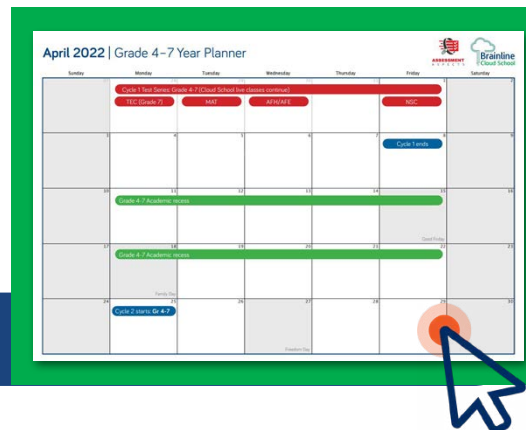 April 2022 | Grade 4–7 Year Planner
ASSESSMENT
ASPECTS
Brainline
Cloud School
Sunday Monday Tuesday Wednesday Thursday Friday Saturday
1 2
Cycle 1 Test Series: Grade 4-7 (Cloud School live classes continue)
TEC (Grade 7) MAT AFH/AFE NSC
3 4 5 6 7 8 9
Cycle 1 ends
10 11 12 13 14 15 16
Grade 4-7 Academic recess
Good Friday
17 18 19 20 21 22 23
Grade 4-7 Academic recess
Family Day
24 25 26 27 28 29 30
Cycle 2 starts: Gr 4-7
Freedom Day